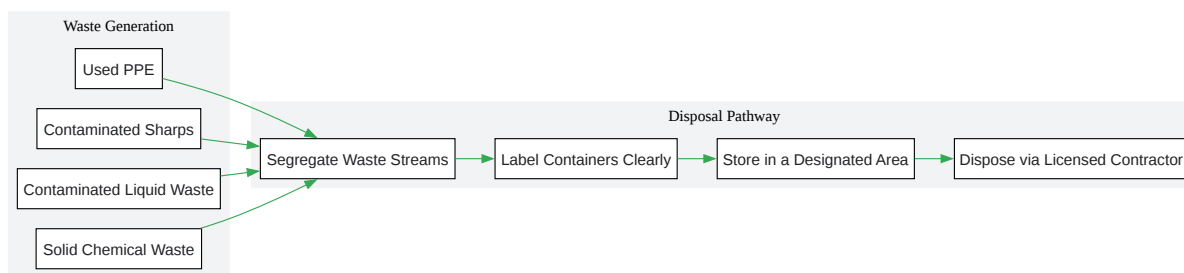 Waste Generation
Used PPE
Contaminated Sharps
Contaminated Liquid Waste
Solid Chemical Waste
Disposal Pathway
Segregate Waste Streams
Label Containers Clearly
Store in a Designated Area
Dispose via Licensed Contractor